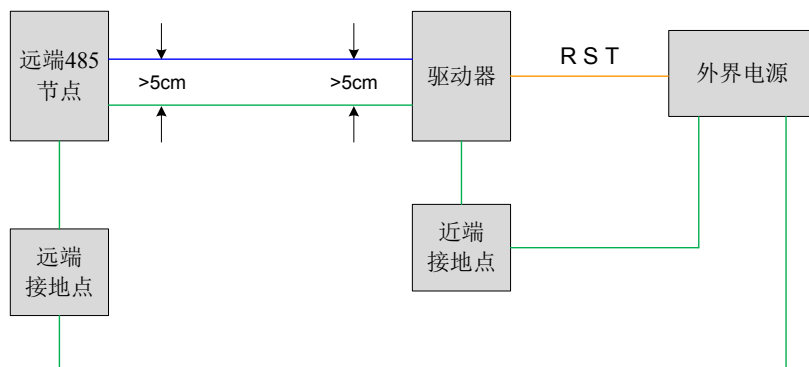 远端485
节点
>5cm
>5cm
驱动器
R S T
外界电源
近端
接地点
远端
接地点